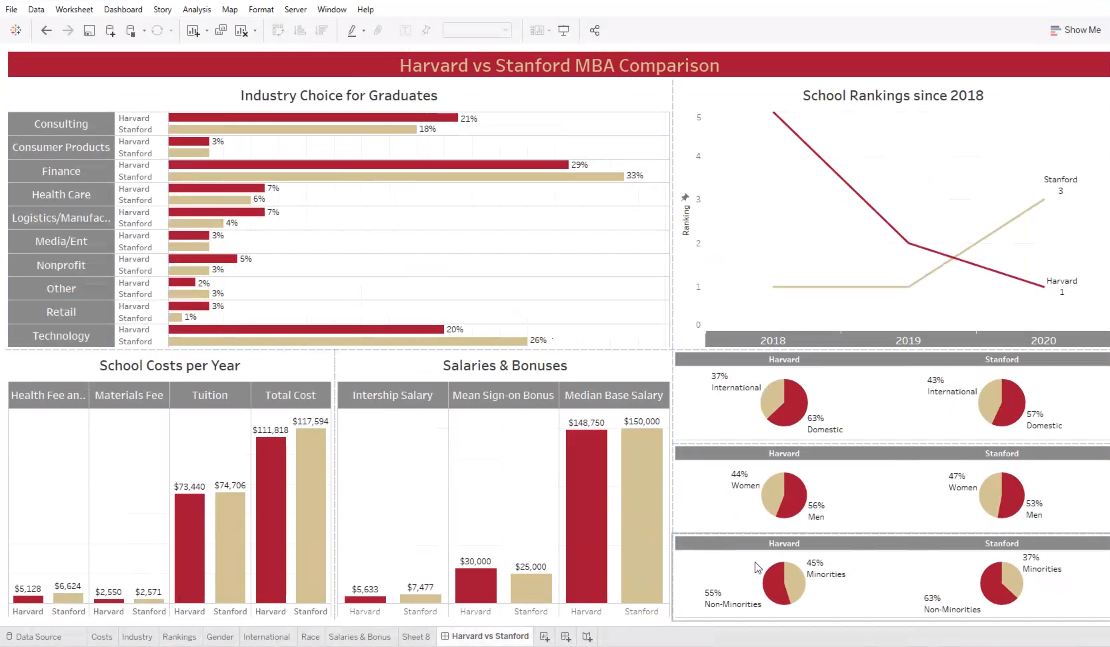 File Data Worksheet Dashboard Story Analysis Map Format Server Window Help
Show Me
Harvard vs Stanford MBA Comparison
Industry Choice for Graduates
Consulting
Harvard 21%
Stanford 18%
Consumer Products
Harvard 3%
Stanford
Finance
Harvard 29%
Stanford 33%
Health Care
Harvard 7%
Stanford 6%
Logistics/Manufac..
Harvard 7%
Stanford 4%
Media/Ent
Harvard 3%
Stanford
Nonprofit
Harvard 5%
Stanford 3%
Other
Harvard 2%
Stanford 3%
Retail
Harvard 3%
Stanford 1%
Technology
Harvard 20%
Stanford 26%
School Rankings since 2018
Ranking
5
4
3
2
1
0
Stanford
3
Harvard
1
2018 2019 2020
School Costs per Year
Health Fee an.. Materials Fee Tuition Total Cost
$5,128 $6,624 $2,550 $2,571 $73,440 $74,706 $111,818 $117,594
Harvard Stanford Harvard Stanford Harvard Stanford Harvard Stanford
Salaries & Bonuses
Intership Salary Mean Sign-on Bonus Median Base Salary
$5,633 $7,477 $30,000 $25,000 $148,750 $150,000
Harvard Stanford Harvard Stanford Harvard Stanford
Harvard Stanford
37%
International
63%
Domestic
43%
International
57%
Domestic
Harvard Stanford
44%
Women
56%
Men
47%
Women
53%
Men
Harvard Stanford
45%
Minorities
55%
Non-Minorities
37%
Minorities
63%
Non-Minorities
Data Source Costs Industry Rankings Gender International Race Salaries & Bonus Sheet 8 Harvard vs Stanford